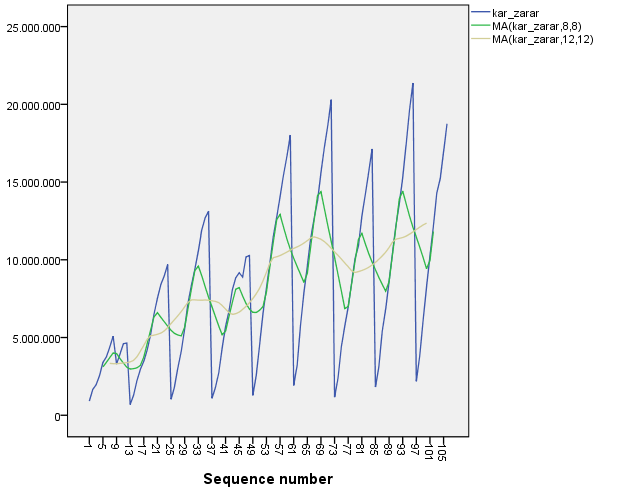 kar_zarar
MA(kar_zarar,8,8)
MA(kar_zarar,12,12)
25.000.000
20.000.000
15.000.000
10.000.000
5.000.000
0
1 5 9 13 17 21 25 29 33 37 41 45 49 53 57 61 65 69 73 77 81 85 89 93 97 101 105
Sequence number